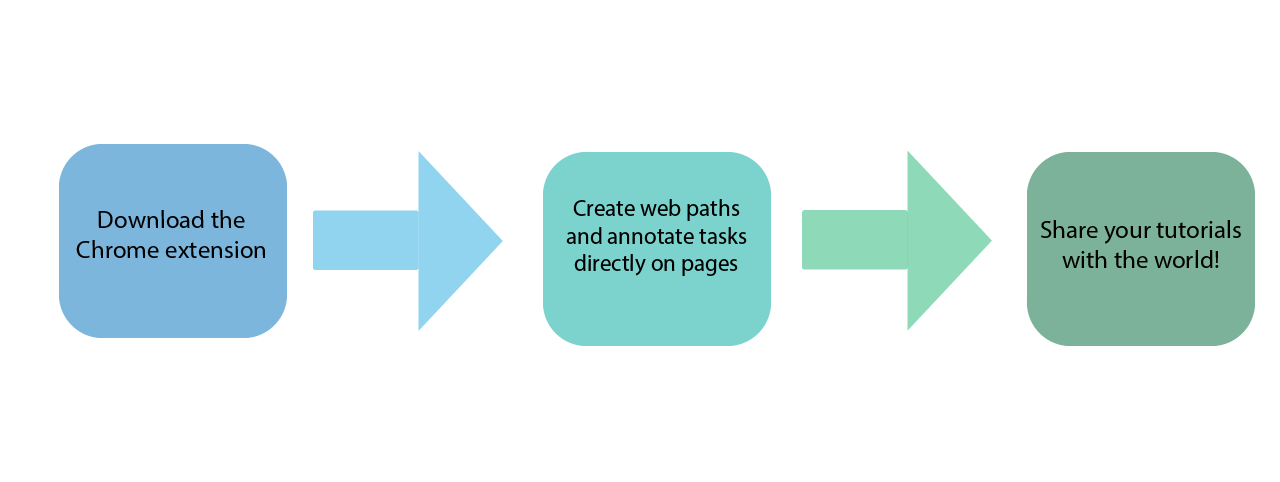 Download the
Chrome extension
Create web paths
and annotate tasks
directly on pages
Share your tutorials
with the world!